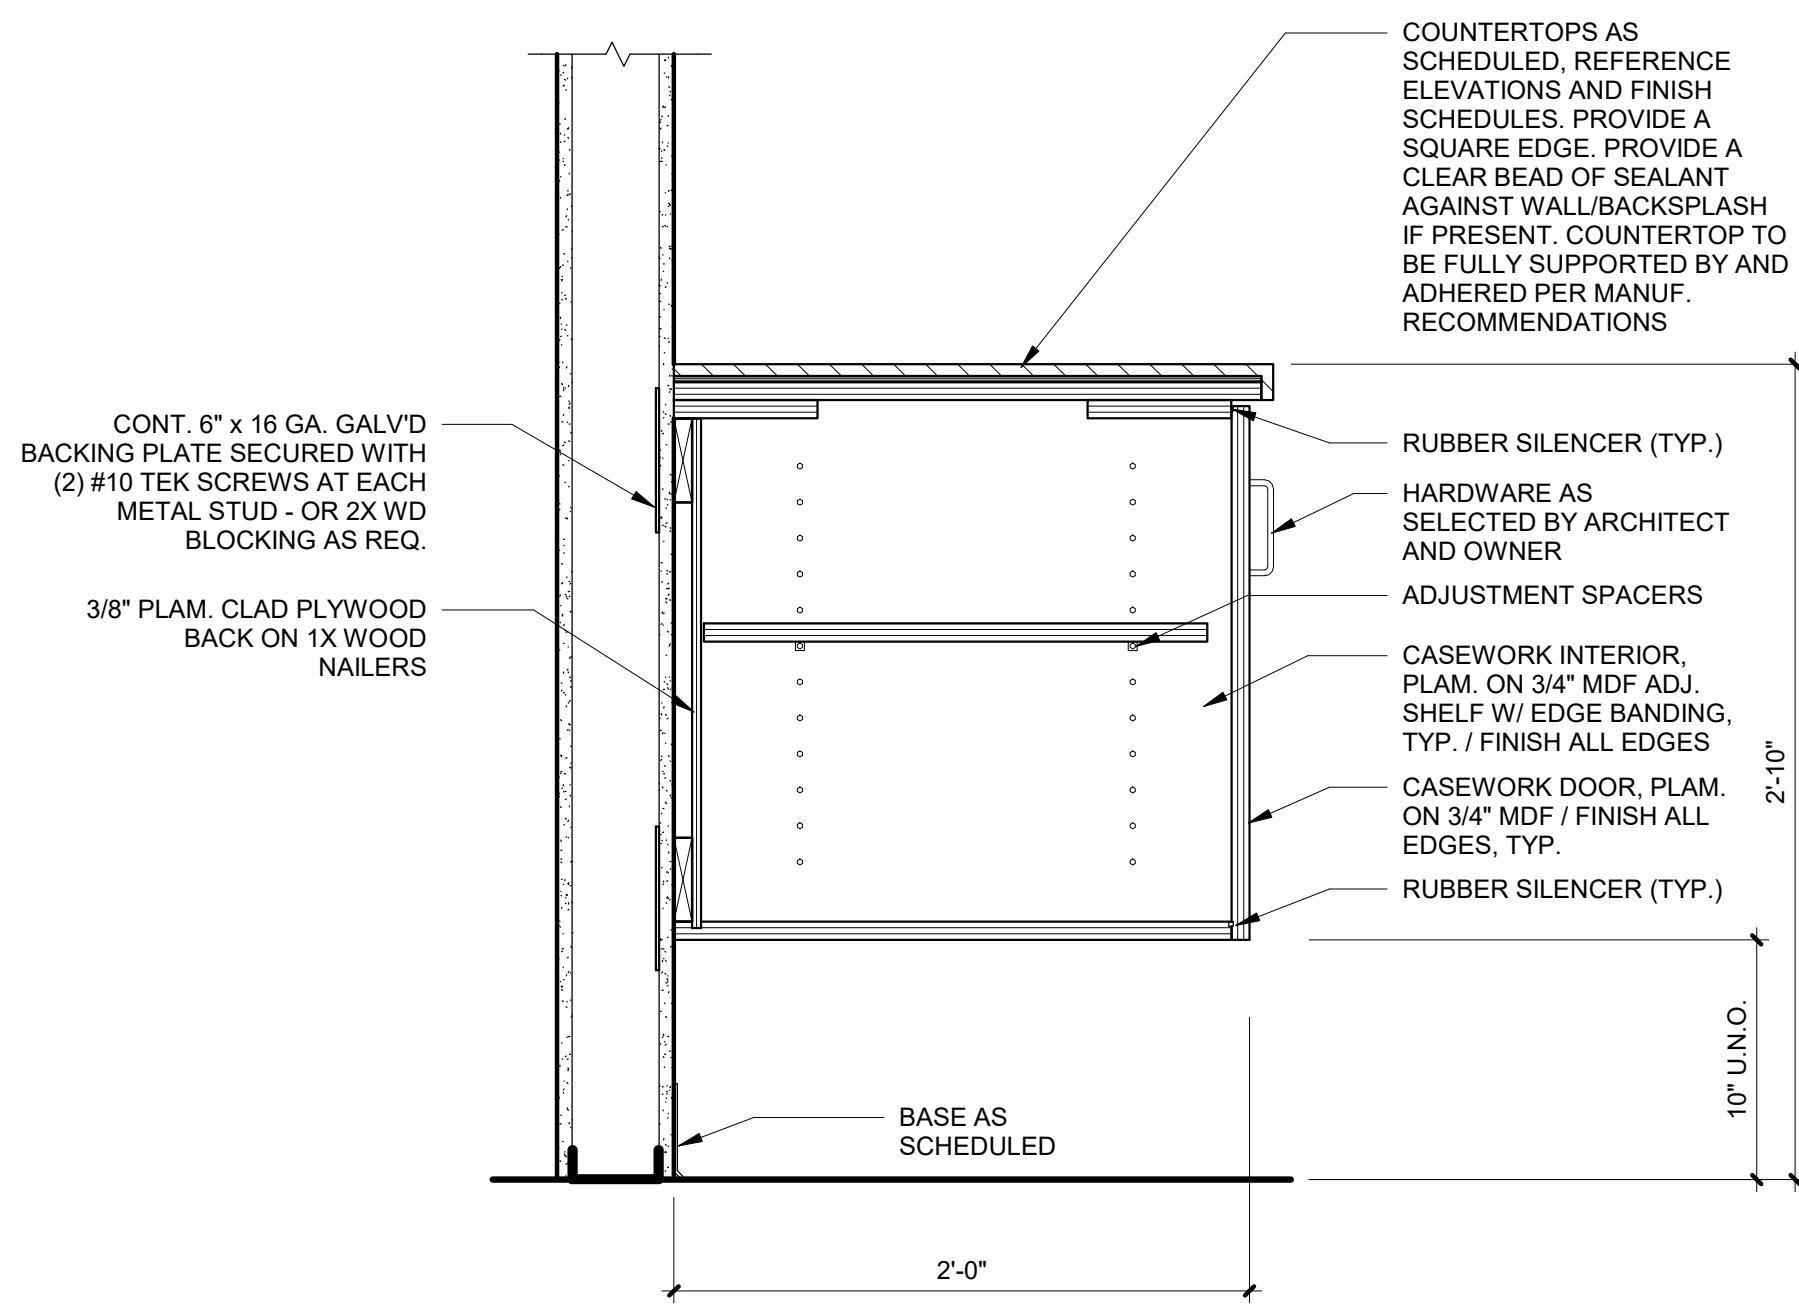 COUNTERTOPS AS
SCHEDULED, REFERENCE
ELEVATIONS AND FINISH
SCHEDULES. PROVIDE A
SQUARE EDGE. PROVIDE A
CLEAR BEAD OF SEALANT
AGAINST WALL/BACKSPLASH
IF PRESENT. COUNTERTOP TO
BE FULLY SUPPORTED BY AND
ADHERED PER MANUF.
RECOMMENDATIONS
CONT. 6" x 16 GA. GALV'D
BACKING PLATE SECURED WITH
(2) #10 TEK SCREWS AT EACH
METAL STUD - OR 2X WD
BLOCKING AS REQ.
3/8" PLAM. CLAD PLYWOOD
BACK ON 1X WOOD
NAILERS
RUBBER SILENCER (TYP.)
HARDWARE AS
SELECTED BY ARCHITECT
AND OWNER
ADJUSTMENT SPACERS
CASEWORK INTERIOR,
PLAM. ON 3/4" MDF ADJ.
SHELF W/ EDGE BANDING,
TYP. / FINISH ALL EDGES
CASEWORK DOOR, PLAM.
ON 3/4" MDF / FINISH ALL
EDGES, TYP.
RUBBER SILENCER (TYP.)
2'-10"
10" U.N.O.
BASE AS
SCHEDULED
2'-0"